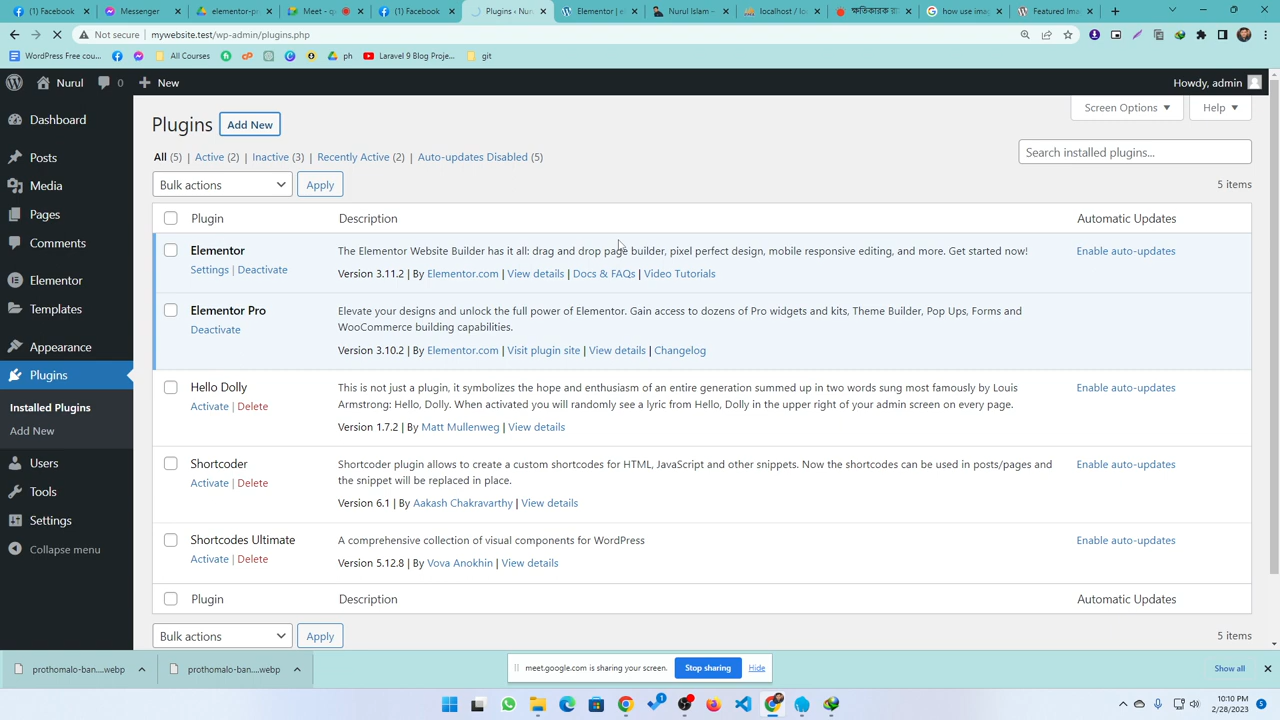 Facebook
Messenger
elementor-p
Meet -
Facebook
Plugins ‹ Nur
Elementor | e
Nurul Islam –
localhost / lo
ক্ষতিকারক
how use imag
Featured Ima
Not secure | mywebsite.test/wp-admin/plugins.php
WordPress Free cou...
All Courses
ph
Laravel 9 Blog Proje...
git
Nurul
0
New
Howdy, admin
Dashboard
Posts
Media
Pages
Comments
Elementor
Templates
Appearance
Plugins
Installed Plugins
Add New
Users
Tools
Settings
Collapse menu
Screen Options
Help
Plugins
Add New
All (5) | Active (2) | Inactive (3) | Recently Active (2) | Auto-updates Disabled (5)
Search installed plugins...
Bulk actions
Apply
5 items
Plugin
Description
Automatic Updates
Elementor
Settings | Deactivate
The Elementor Website Builder has it all: drag and drop page builder, pixel perfect design, mobile responsive editing, and more. Get started now!
Version 3.11.2 | By Elementor.com | View details | Docs & FAQs | Video Tutorials
Enable auto-updates
Elementor Pro
Deactivate
Elevate your designs and unlock the full power of Elementor. Gain access to dozens of Pro widgets and kits, Theme Builder, Pop Ups, Forms and
WooCommerce building capabilities.
Version 3.10.2 | By Elementor.com | Visit plugin site | View details | Changelog
Hello Dolly
Activate | Delete
This is not just a plugin, it symbolizes the hope and enthusiasm of an entire generation summed up in two words sung most famously by Louis
Armstrong: Hello, Dolly. When activated you will randomly see a lyric from Hello, Dolly in the upper right of your admin screen on every page.
Version 1.7.2 | By Matt Mullenweg | View details
Enable auto-updates
Shortcoder
Activate | Delete
Shortcoder plugin allows to create a custom shortcodes for HTML, JavaScript and other snippets. Now the shortcodes can be used in posts/pages and
the snippet will be replaced in place.
Version 6.1 | By Aakash Chakravarthy | View details
Enable auto-updates
Shortcodes Ultimate
Activate | Delete
A comprehensive collection of visual components for WordPress
Version 5.12.8 | By Vova Anokhin | View details
Enable auto-updates
Plugin
Description
Automatic Updates
Bulk actions
Apply
5 items
prothomalo-ban....webp
prothomalo-ban....webp
meet.google.com is sharing your screen.
Stop sharing
Hide
Show all
10:10 PM
2/28/2023